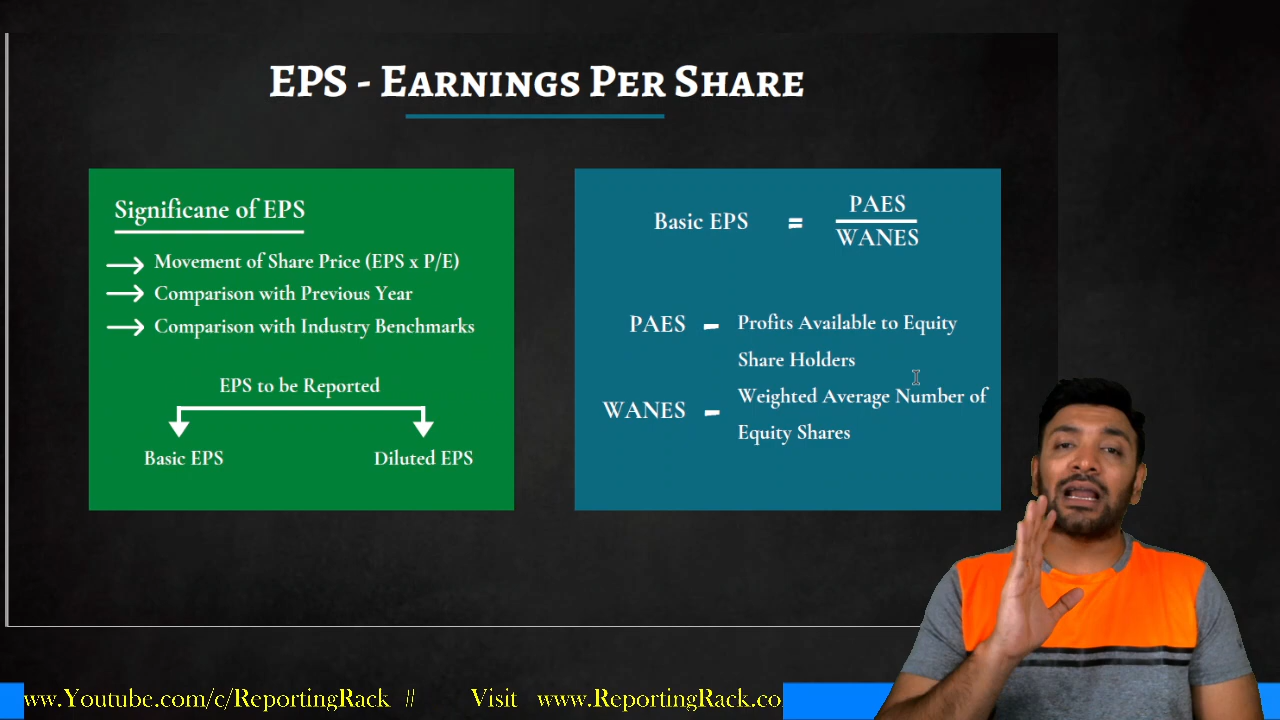 EPS - Earnings Per Share
Significane of EPS
Movement of Share Price (EPS x P/E)
Comparison with Previous Year
Comparison with Industry Benchmarks
EPS to be Reported
Basic EPS
Diluted EPS
Basic EPS = PAES
WANES
PAES - Profits Available to Equity
Share Holders
WANES - Weighted Average Number of
Equity Shares
ww.Youtube.com/c/ReportingRack # Visit www.ReportingRack.co